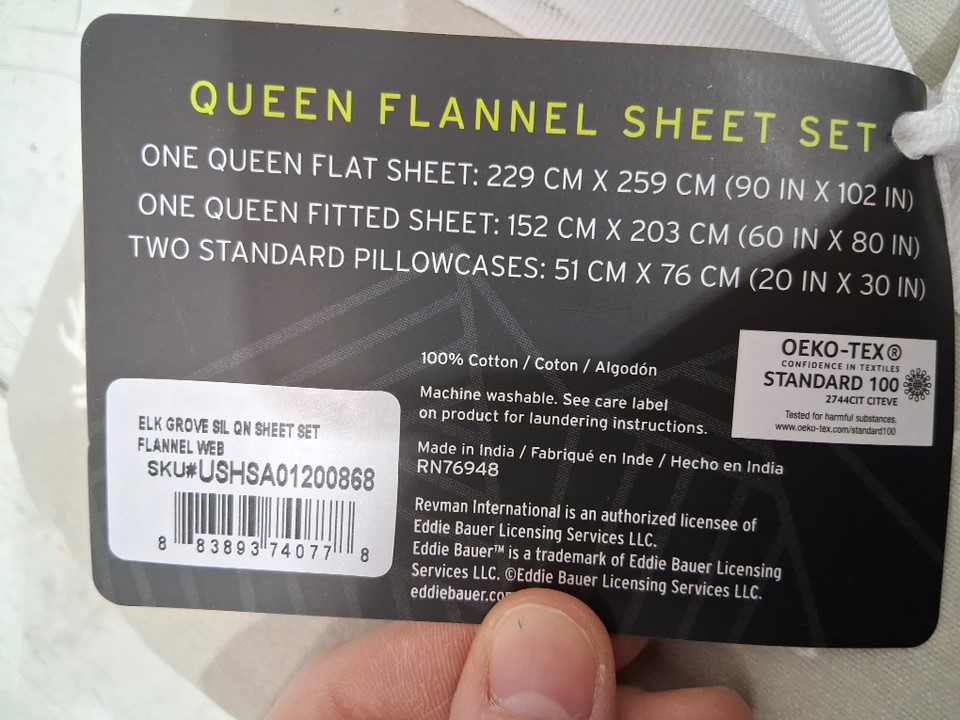 QUEEN FLANNEL SHEET SET
ONE QUEEN FLAT SHEET: 229 CM X 259 CM (90 IN X 102 IN)
ONE QUEEN FITTED SHEET: 152 CM X 203 CM (60 IN X 80 IN)
TWO STANDARD PILLOWCASES: 51 CM X 76 CM (20 IN X 30 IN)
100% Cotton / Coton / Algodón
Machine washable. See care label
on product for laundering instructions.
Made in India / Fabriqué en Inde / Hecho en India
RN76948
Revman International is an authorized licensee of
Eddie Bauer Licensing Services LLC.
Eddie Bauer™ is a trademark of Eddie Bauer Licensing
Services LLC. ©Eddie Bauer Licensing Services LLC.
eddiebauer.com
OEKO-TEX®
CONFIDENCE IN TEXTILES
STANDARD 100
2744CIT CITEVE
Tested for harmful substances.
www.oeko-tex.com/standard100
ELK GROVE SIL QN SHEET SET
FLANNEL WEB
SKU#USHSA01200868
8 83893 74077 8